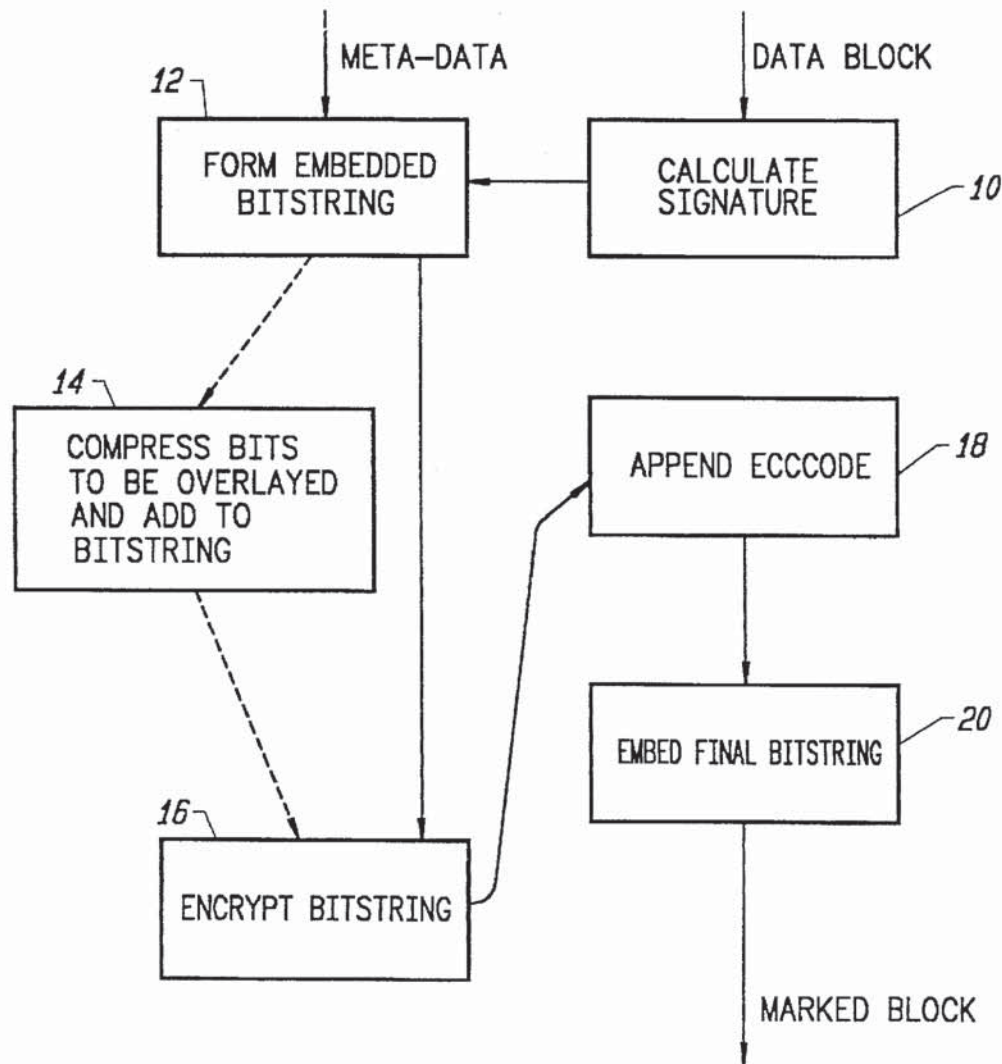 META-DATA
DATA BLOCK
12
FORM EMBEDDED
BITSTRING
CALCULATE
SIGNATURE
10
14
COMPRESS BITS
TO BE OVERLAYED
AND ADD TO
BITSTRING
APPEND ECCCODE
18
EMBED FINAL BITSTRING
20
16
ENCRYPT BITSTRING
MARKED BLOCK